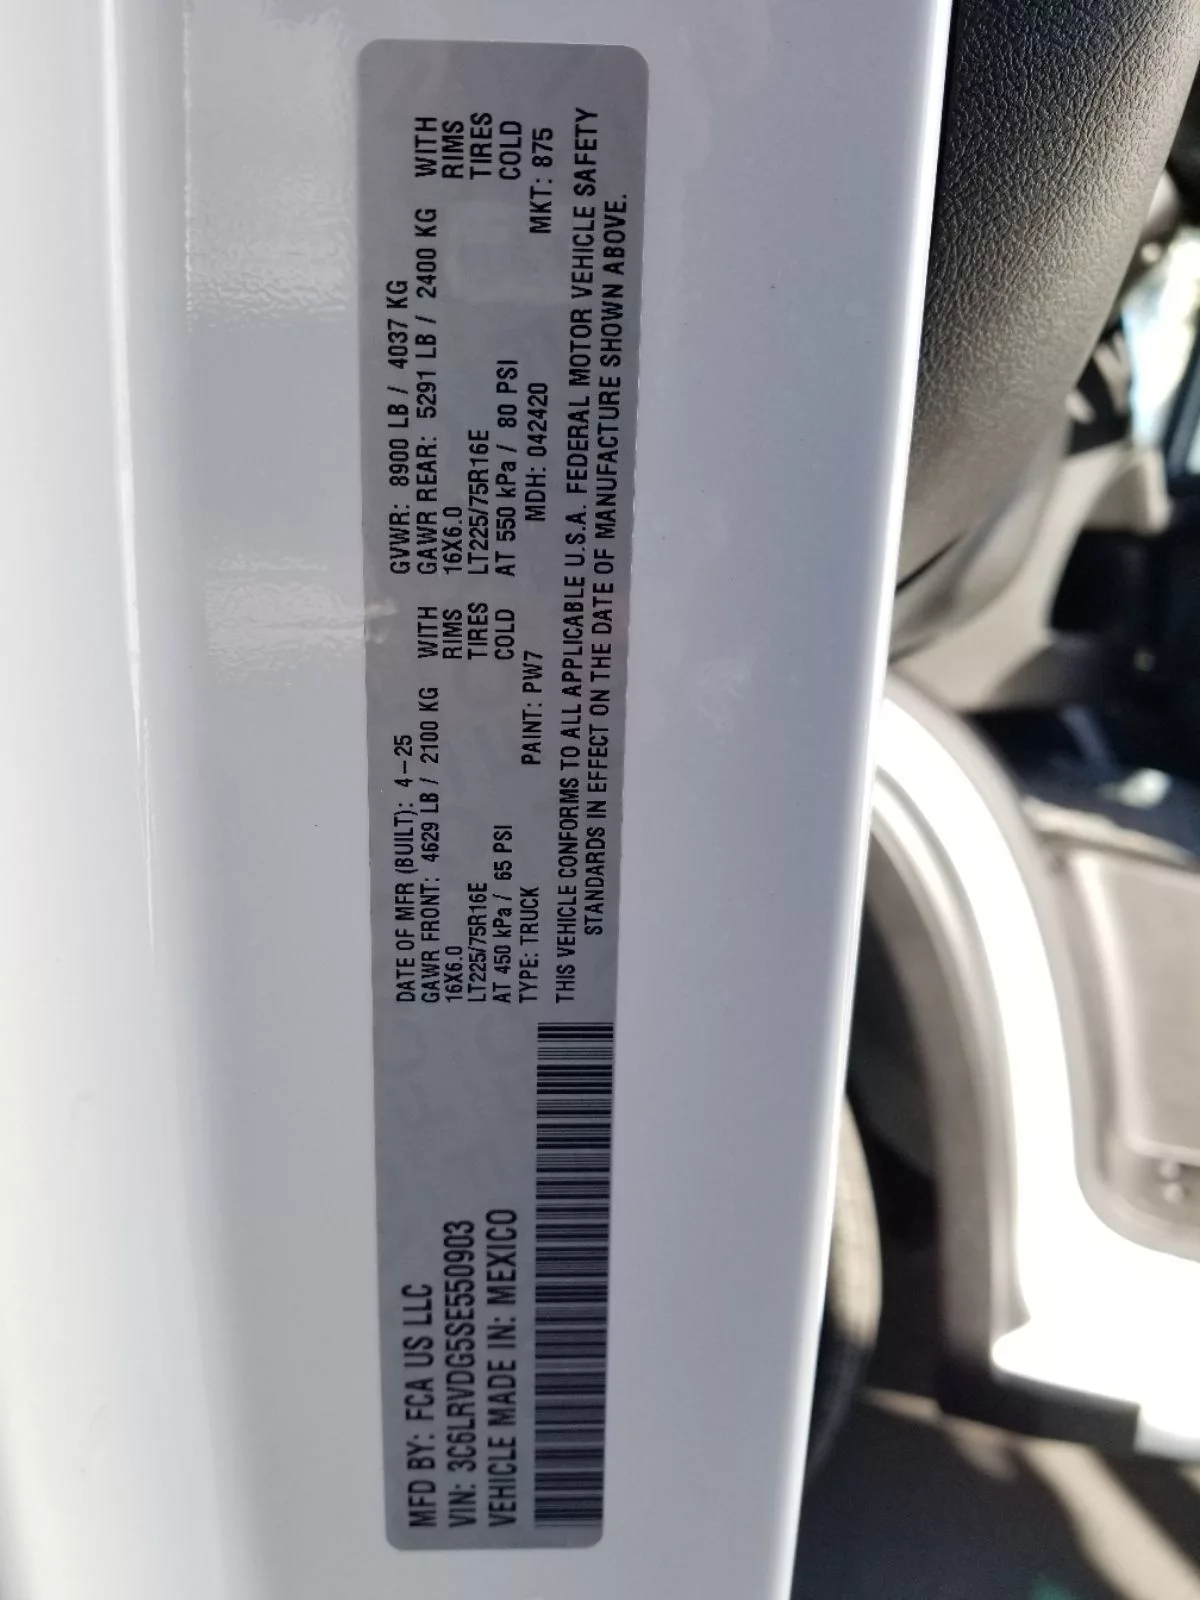 MFD BY: FCA US LLC
VIN: 3C6LRVDG5SE550903
VEHICLE MADE IN: MEXICO
DATE OF MFR (BUILT): 4-25 GVWR: 8900 LB / 4037 KG
GAWR FRONT: 4629 LB / 2100 KG WITH GAWR REAR: 5291 LB / 2400 KG WITH
16X6.0 RIMS 16X6.0 RIMS
LT225/75R16E TIRES LT225/75R16E TIRES
AT 450 kPa / 65 PSI COLD AT 550 kPa / 80 PSI COLD
TYPE: TRUCK PAINT: PW7 MDH: 042420 MKT: 875
THIS VEHICLE CONFORMS TO ALL APPLICABLE U.S.A. FEDERAL MOTOR VEHICLE SAFETY
STANDARDS IN EFFECT ON THE DATE OF MANUFACTURE SHOWN ABOVE.